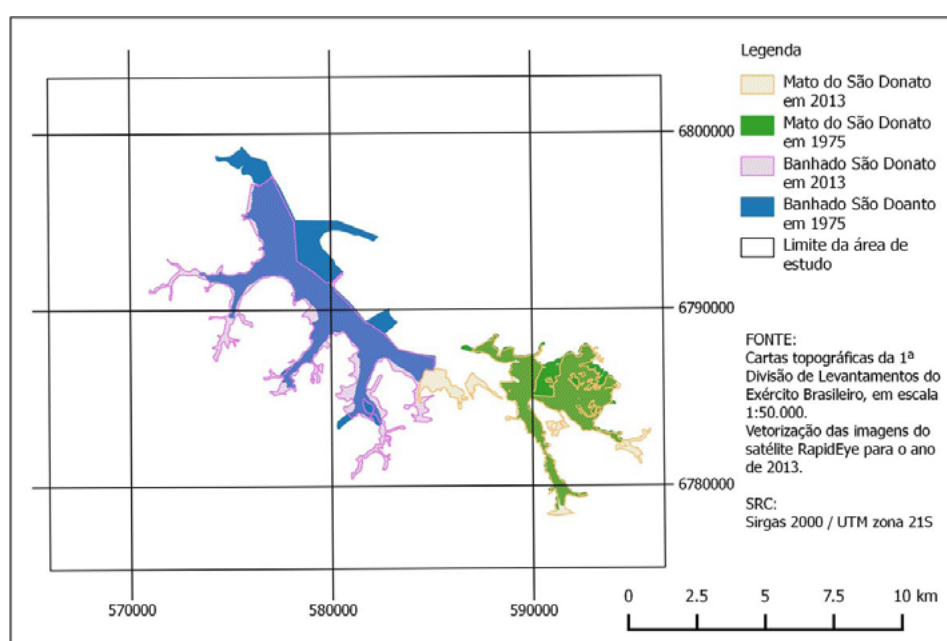 Legenda
Mato do São Donato
em 2013
Mato do São Donato
em 1975
Banhado São Donato
em 2013
Banhado São Doanto
em 1975
Limite da área de
estudo
6800000
6790000
6780000
FONTE:
Cartas topográficas da 1ª
Divisão de Levantamentos do
Exército Brasileiro, em escala
1:50.000.
Vetorização das imagens do
satélite RapidEye para o ano
de 2013.
SRC:
Sirgas 2000 / UTM zona 21S
570000 580000 590000
0 2.5 5 7.5 10 km